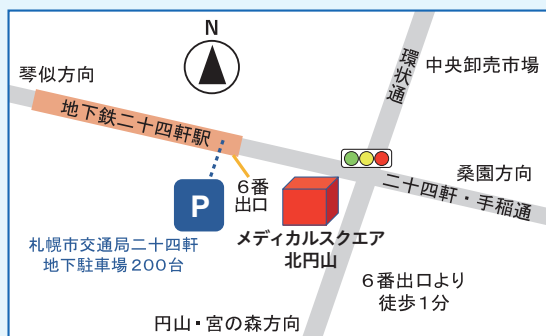 N
琴似方向
地下鉄二十四軒駅
環状通
中央卸売市場
桑園方向
二十四軒・手稲通
6番
出口
P
メディカルスクエア
北円山
札幌市交通局二十四軒
地下駐車場200台
6番出口より
徒歩1分
円山・宮の森方向